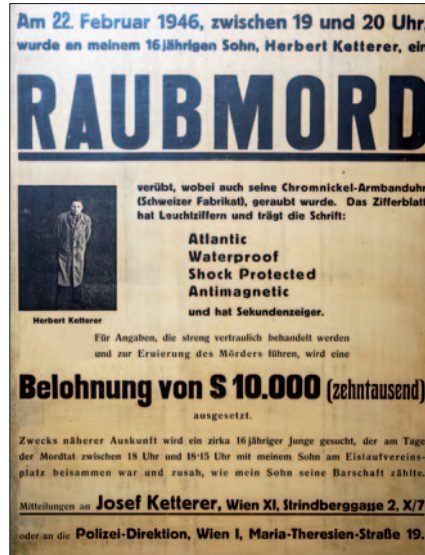 Am 22. Februar 1946, zwischen 19 und 20 Uhr,
wurde an meinem 16jährigen Sohn, Herbert Ketterer, ein
RAUBMORD
verübt, wobei auch seine Chromnickel-Armbanduhr
(Schweizer Fabrikat), geraubt wurde. Das Zifferblatt
hat Leuchtziffern und trägt die Schrift:
Atlantic
Waterproof
Shock Protected
Antimagnetic
und hat Sekundenzeiger.
Herbert Ketterer
Für Angaben, die streng vertraulich behandelt werden
und zur Eruierung des Mörders führen, wird eine
Belohnung von S 10.000 (zehntausend)
ausgesetzt.
Zwecks näherer Auskunft wird ein zirka 16jähriger Junge gesucht, der am Tage
der Mordtat zwischen 18 Uhr und 18·15 Uhr mit meinem Sohn am Eislaufvereins-
platz beisammen war und zusah, wie mein Sohn seine Barschaft zählte.
Mitteilungen an Josef Ketterer, Wien XI, Strindberggasse 2, X/7
oder an die Polizei-Direktion, Wien I, Maria-Theresien-Straße 19.